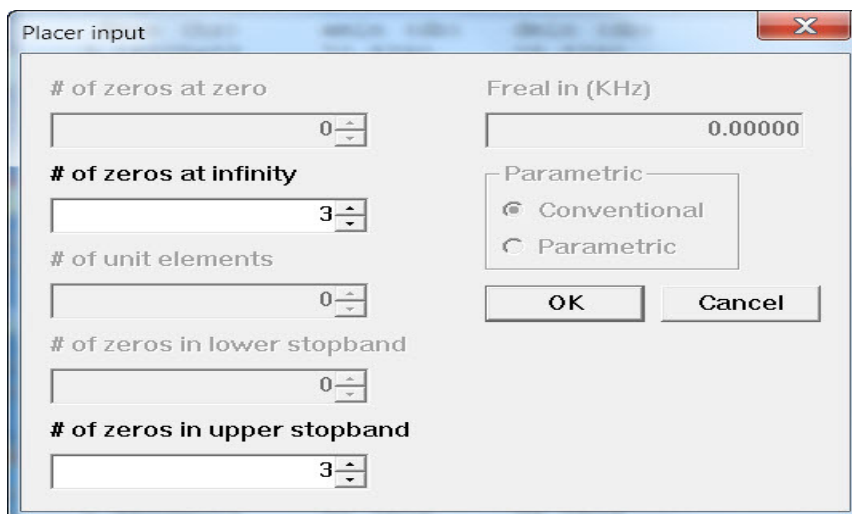 Placer input
# of zeros at zero
0
# of zeros at infinity
3
# of unit elements
0
# of zeros in lower stopband
0
# of zeros in upper stopband
3
Freal in (KHz)
0.00000
Parametric
Conventional
Parametric
OK
Cancel